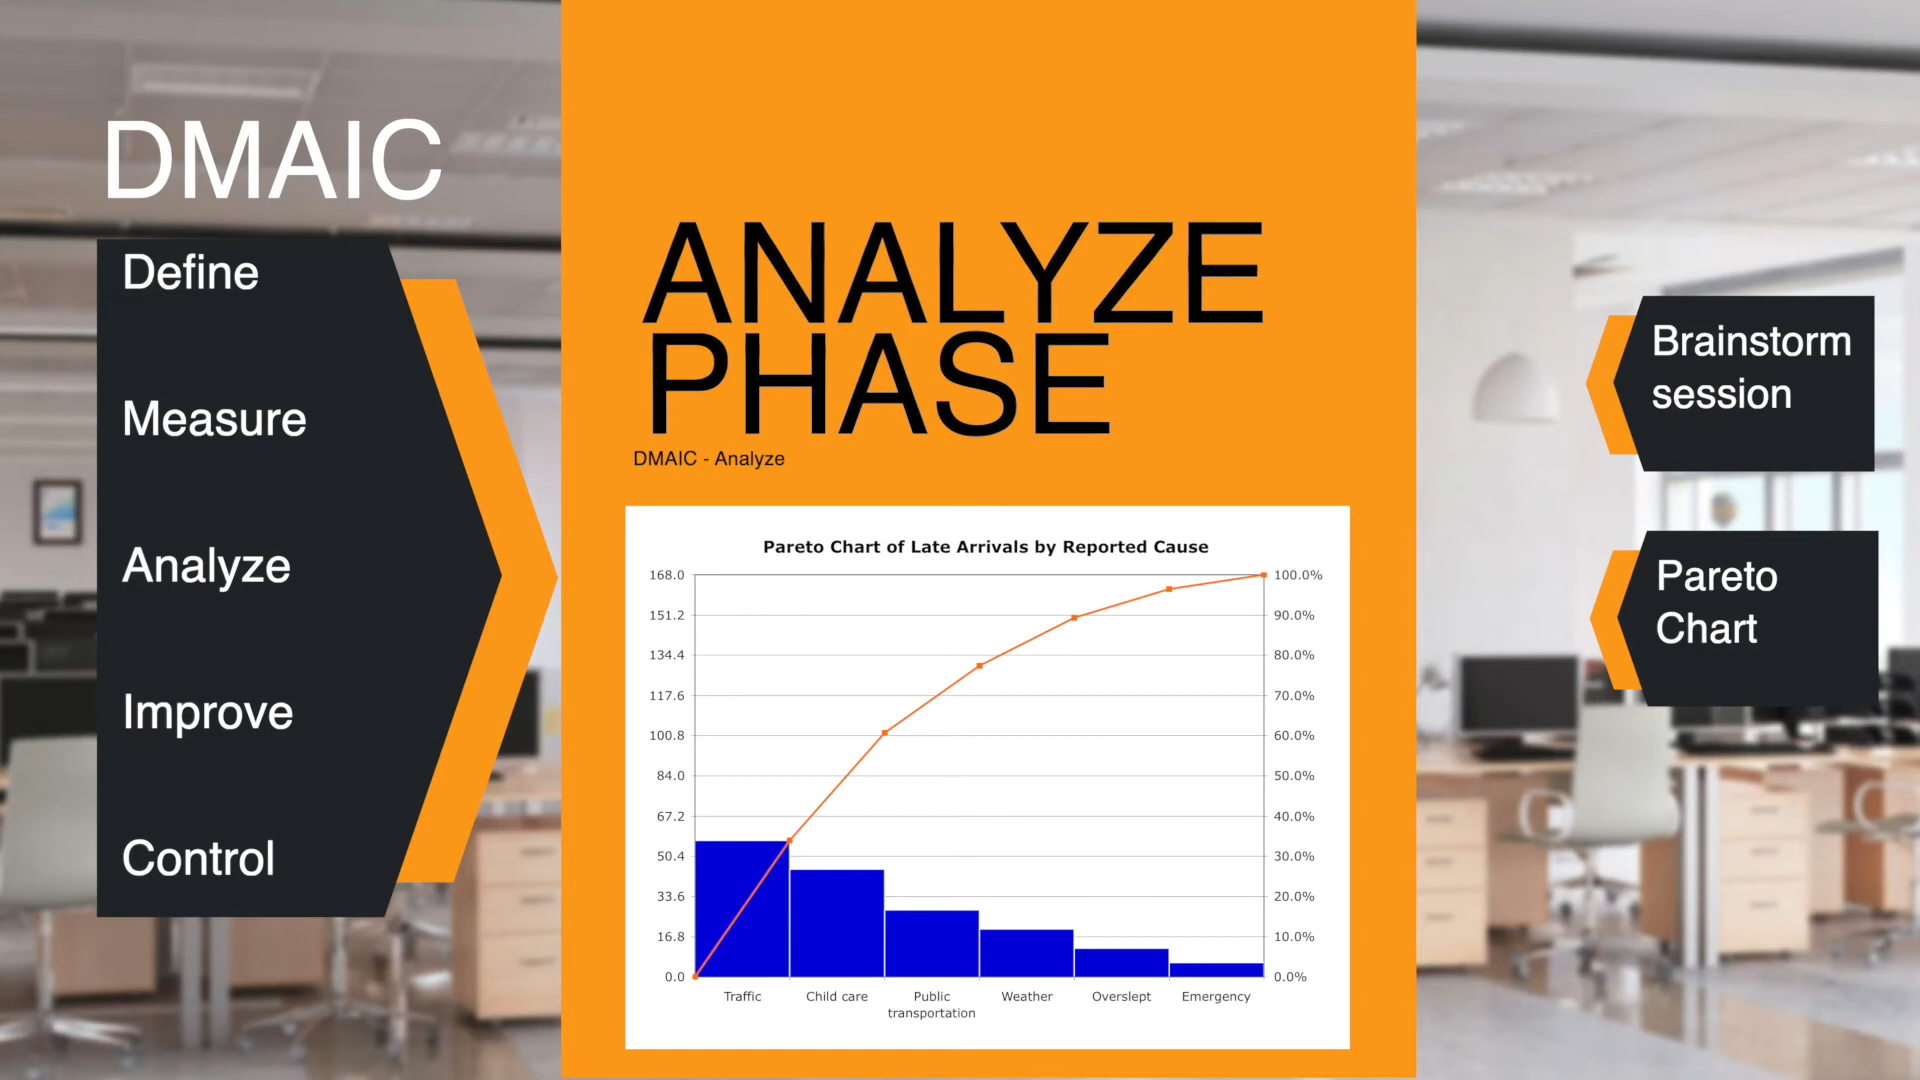 DMAIC
Define
Measure
Analyze
Improve
Control
ANALYZE
PHASE
DMAIC - Analyze
Pareto Chart of Late Arrivals by Reported Cause
168.0
151.2
134.4
117.6
100.8
84.0
67.2
50.4
33.6
16.8
0.0
100.0%
90.0%
80.0%
70.0%
60.0%
50.0%
40.0%
30.0%
20.0%
10.0%
0.0%
Traffic
Child care
Public
transportation
Weather
Overslept
Emergency
Brainstorm
session
Pareto
Chart